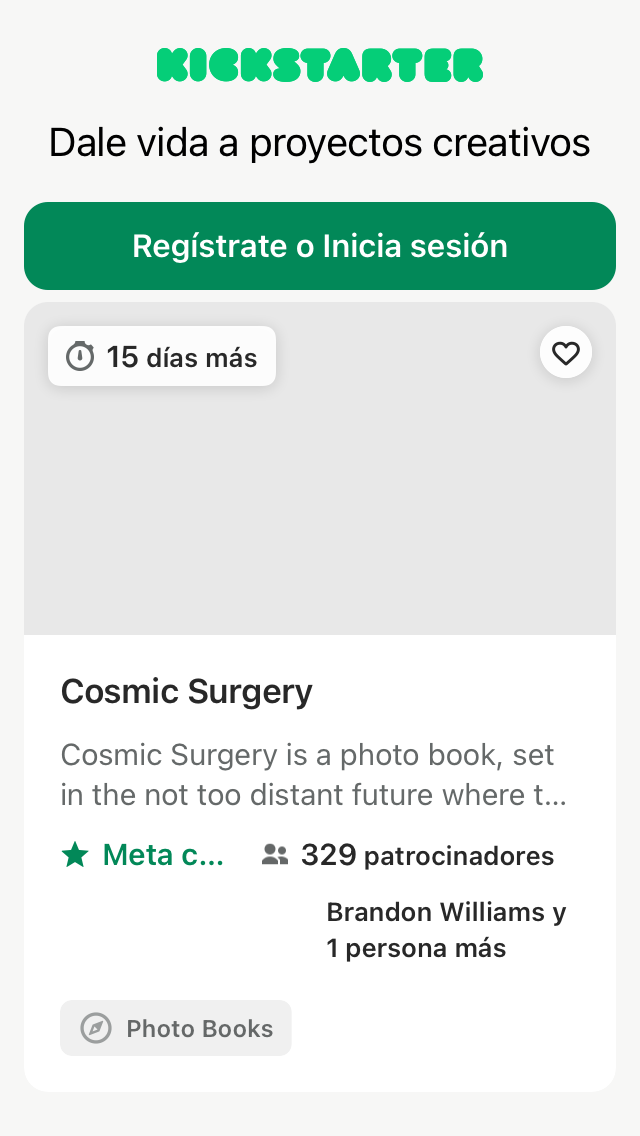 KICKSTARTER
Dale vida a proyectos creativos
Regístrate o Inicia sesión
15 días más
Cosmic Surgery
Cosmic Surgery is a photo book, set
in the not too distant future where t...
Meta c...
329 patrocinadores
Brandon Williams y
1 persona más
Photo Books